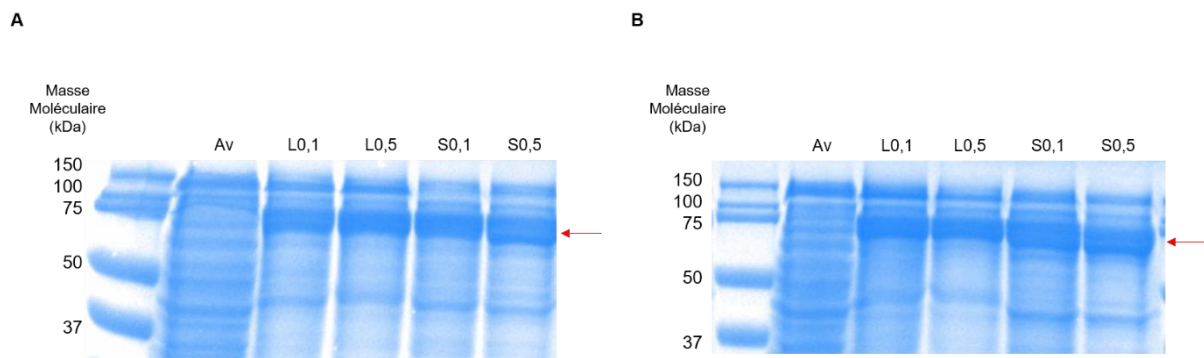 A
Masse
Moléculaire
(kDa)
Av L0,1 L0,5 S0,1 S0,5
150
100
75
50
37
B
Masse
Moléculaire
(kDa)
Av L0,1 L0,5 S0,1 S0,5
150
100
75
50
37